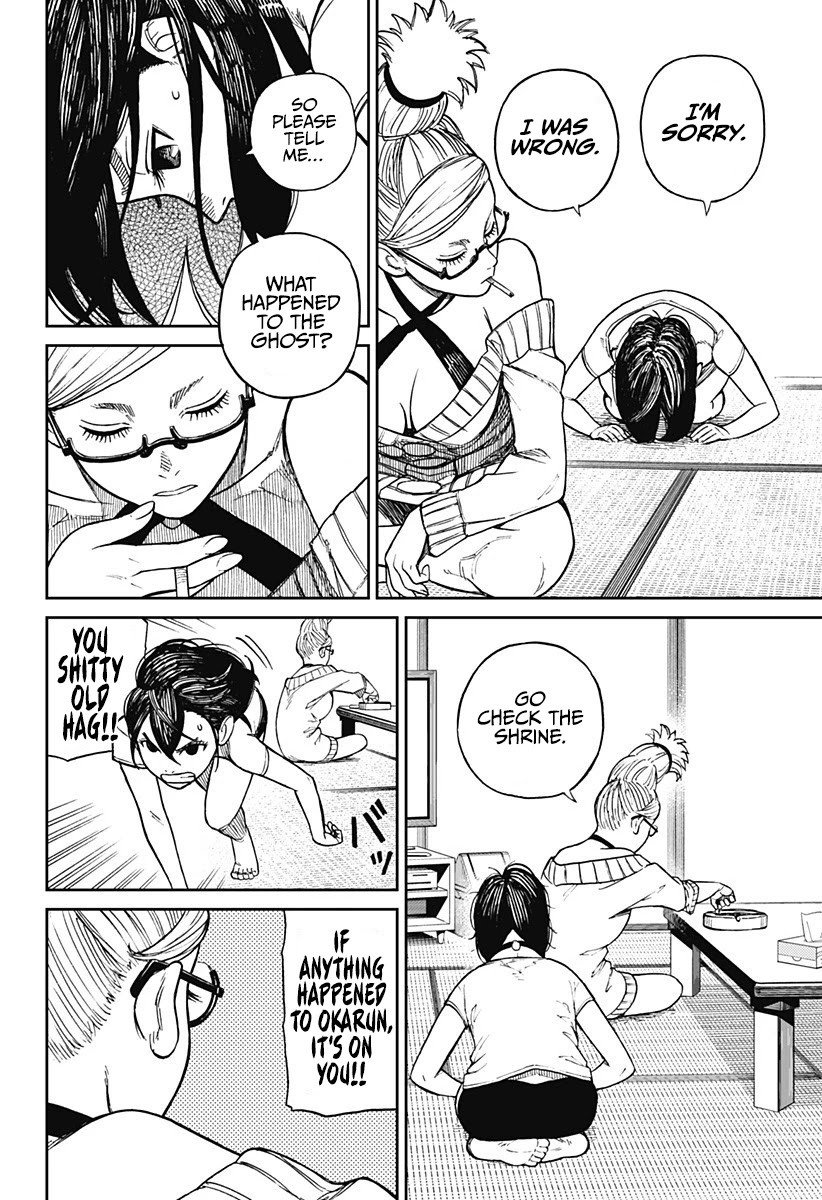 I'M
SORRY.
I WAS
WRONG.
SO
PLEASE
TELL
ME...
WHAT
HAPPENED
TO THE
GHOST?
GO
CHECK THE
SHRINE.
YOU
SHITTY
OLD
HAG!!
バッ
IF
ANYTHING
HAPPENED
TO OKARUN,
IT'S ON
YOU!!